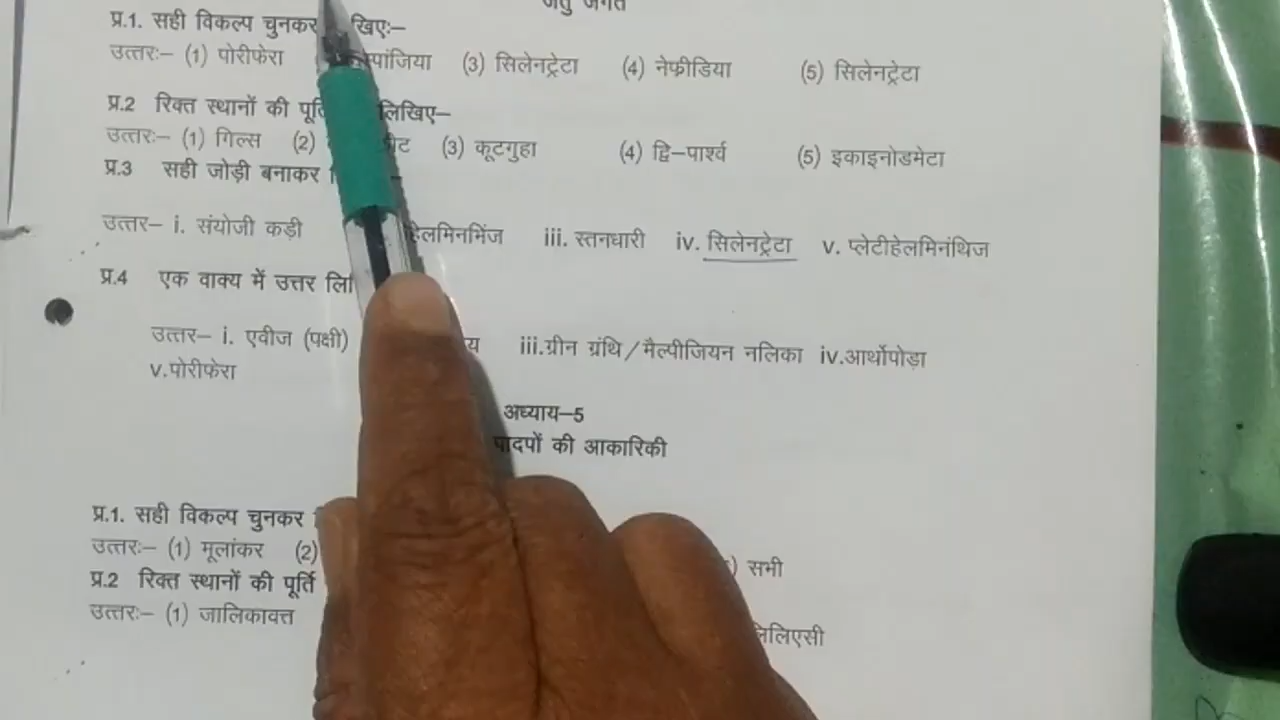 जंतु जगत
प्र.1. सही विकल्प चुनकर
उत्तरः– (1) पोरीफेरा (3) सिलेनट्रेटा (4) नेफ्रीडिया (5) सिलेनट्रेटा
प्र.2 रिक्त स्थानों की लिखिए–
उत्तरः– (1) गिल्स (2) (3) कूटगुहा (4) द्वि–पार्श्व (5) इकाइनोडमेटा
प्र.3 सही जोड़ी बनाकर
उत्तर– i. संयोजी कड़ी iii. स्तनधारी iv. सिलेनट्रेटा v. प्लेटीहेलमिनंथिज
प्र.4 एक वाक्य में उत्तर
उत्तर– i. एवीज (पक्षी) iii.ग्रीन ग्रंथि/मैल्पीजियन नलिका iv.आर्थोपोड़ा
v.पोरीफेरा
अध्याय–5
पादपों की आकारिकी
प्र.1. सही विकल्प चुनकर
उत्तरः– (1) मूलांकर (2) सभी
प्र.2 रिक्त स्थानों की पूर्ति
उत्तरः– (1) जालिकावत्त लिलिएसी